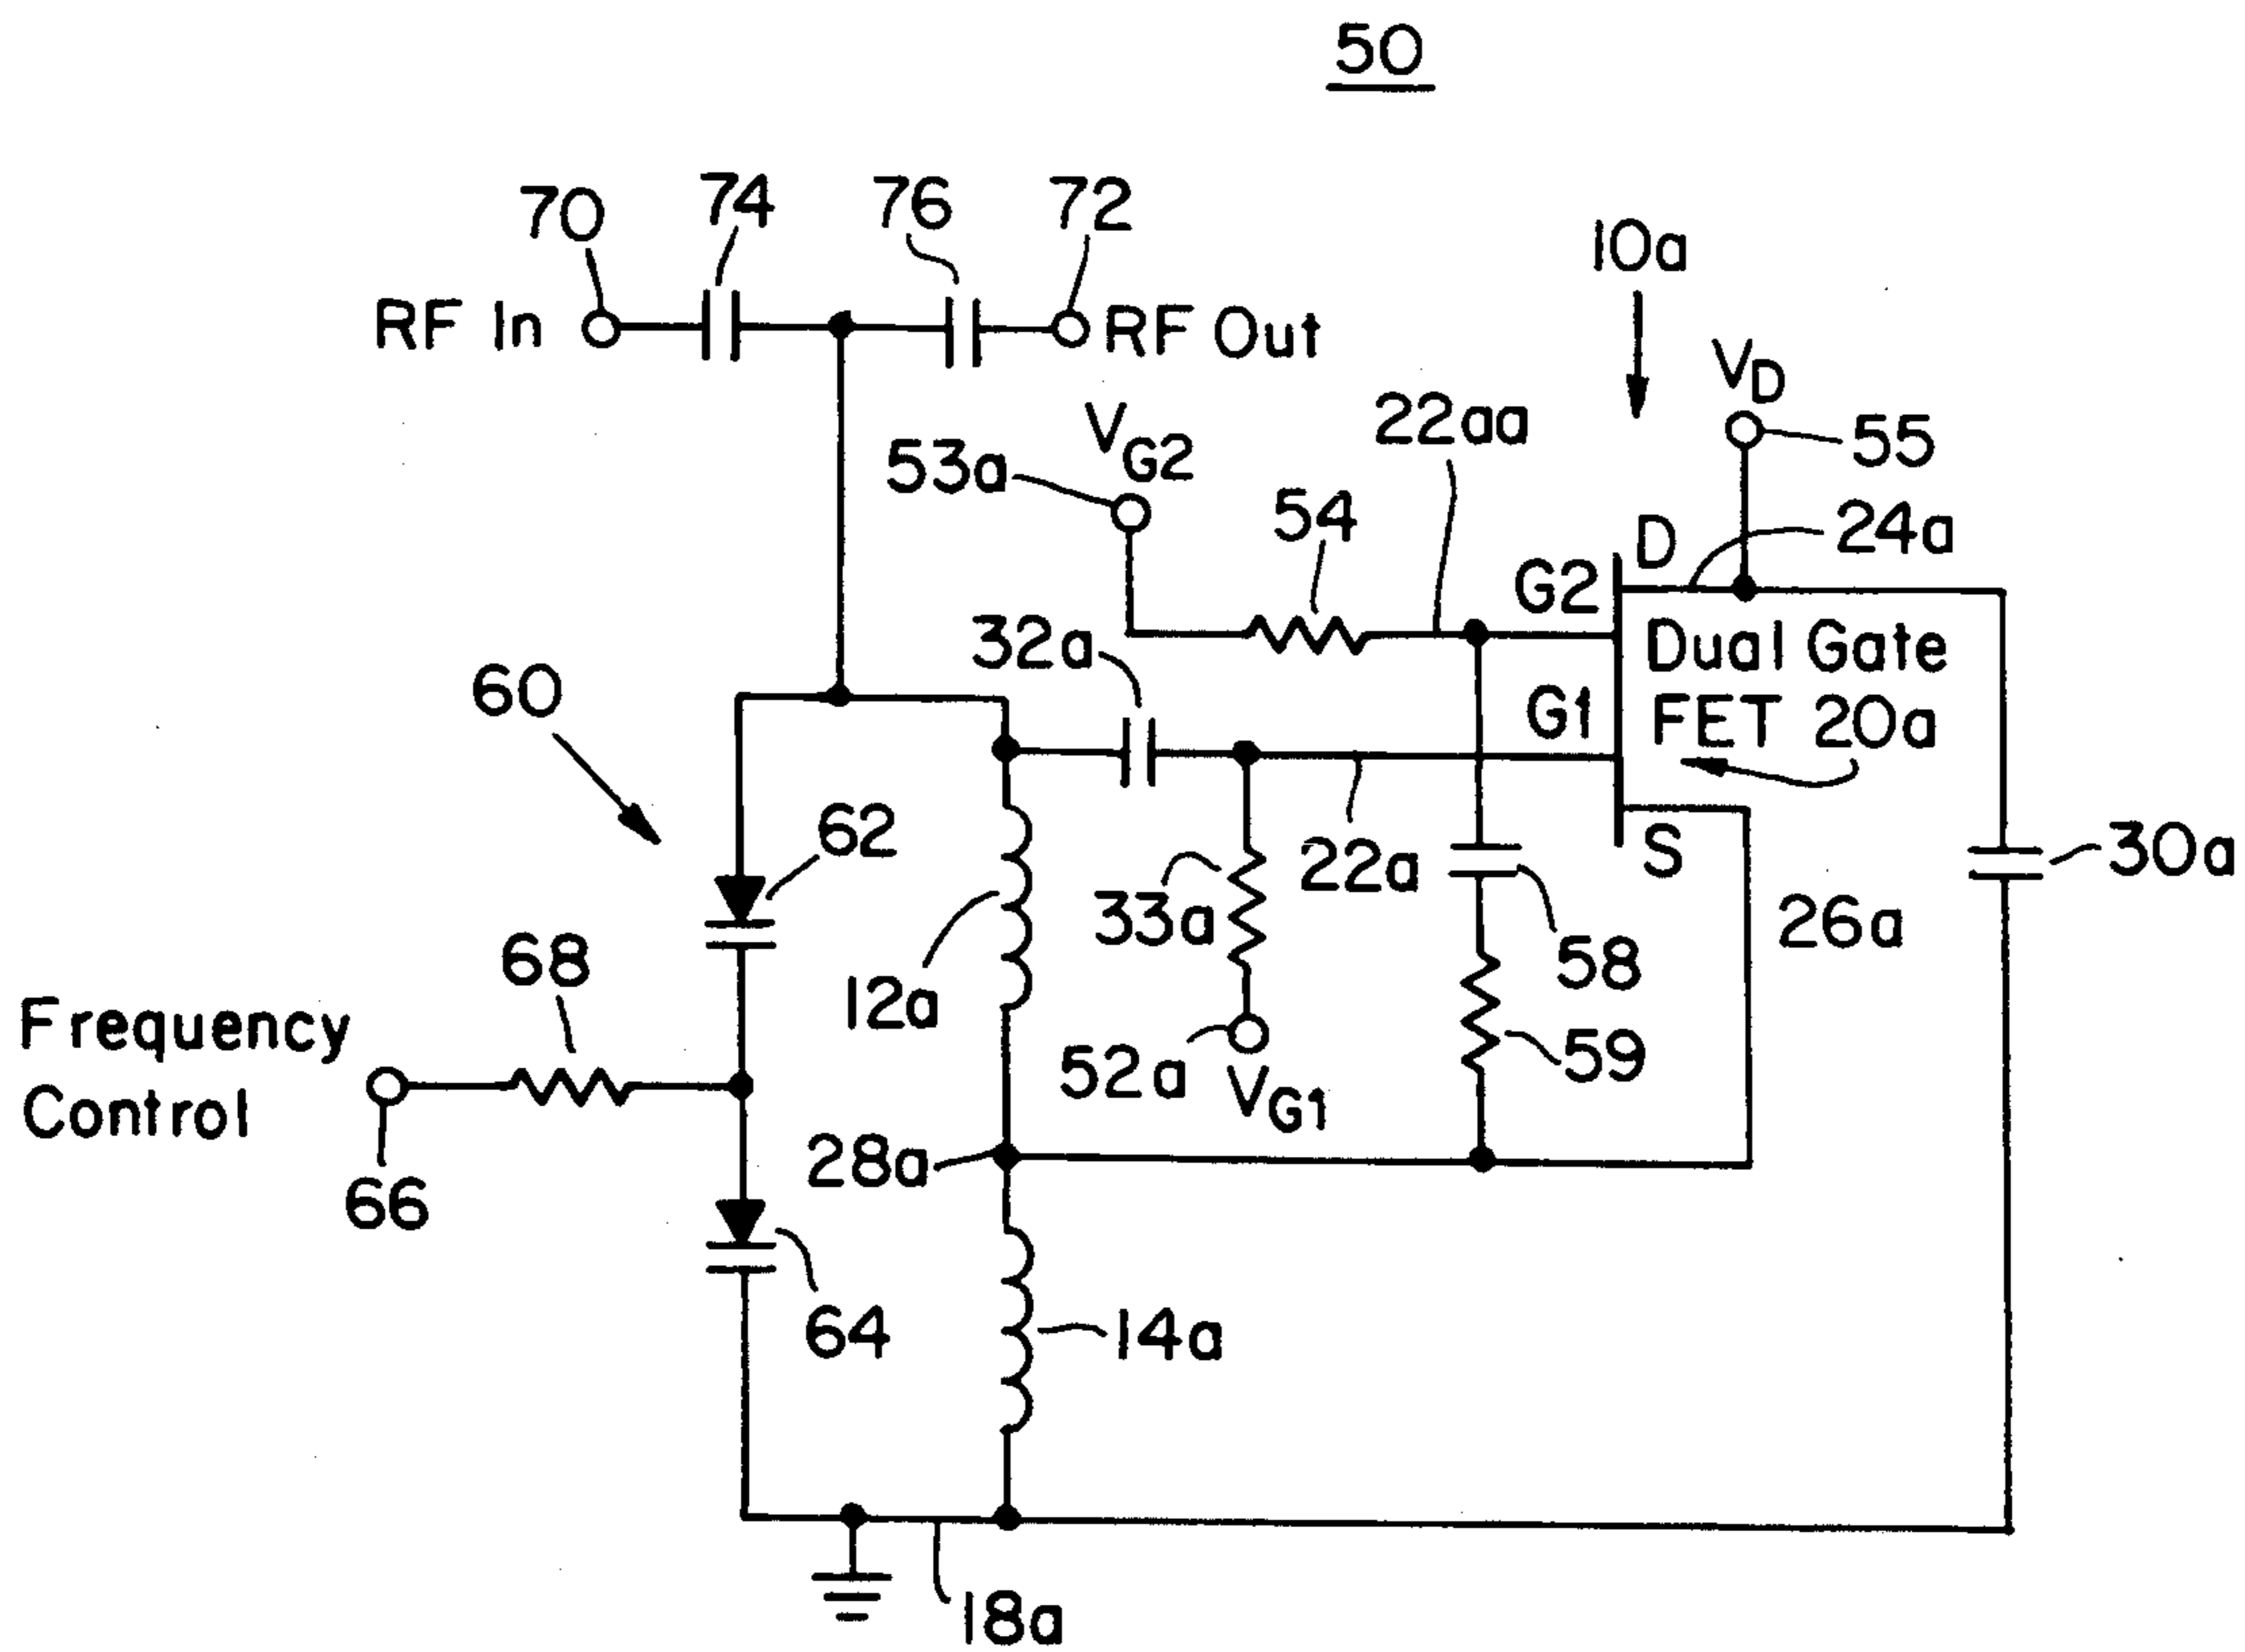 50
70 74 76 72
RF In
RF Out
10a
VD
55
VG2
53a
54
22aa
24a
D
G2
32a
Dual Gate
FET 20a
G1
60
62
S
33a
22a
30a
26a
58
12a
68
Frequency
Control
59
52a
VG1
28a
66
64
14a
18a